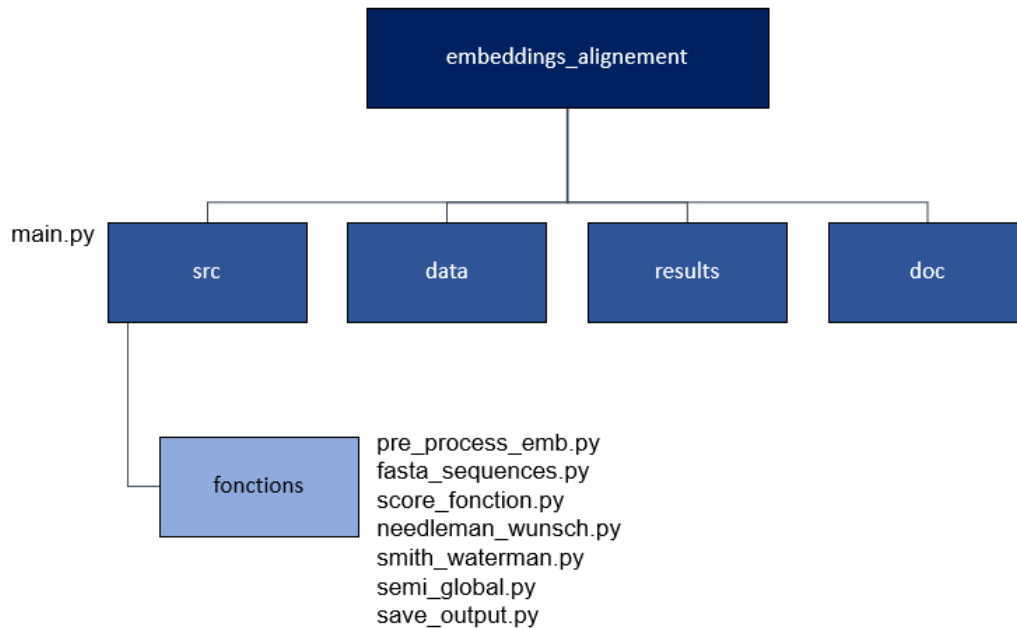 embeddings_alignement
main.py
src
data
results
doc
fonctions
pre_process_emb.py
fasta_sequences.py
score_fonction.py
needleman_wunsch.py
smith_waterman.py
semi_global.py
save_output.py